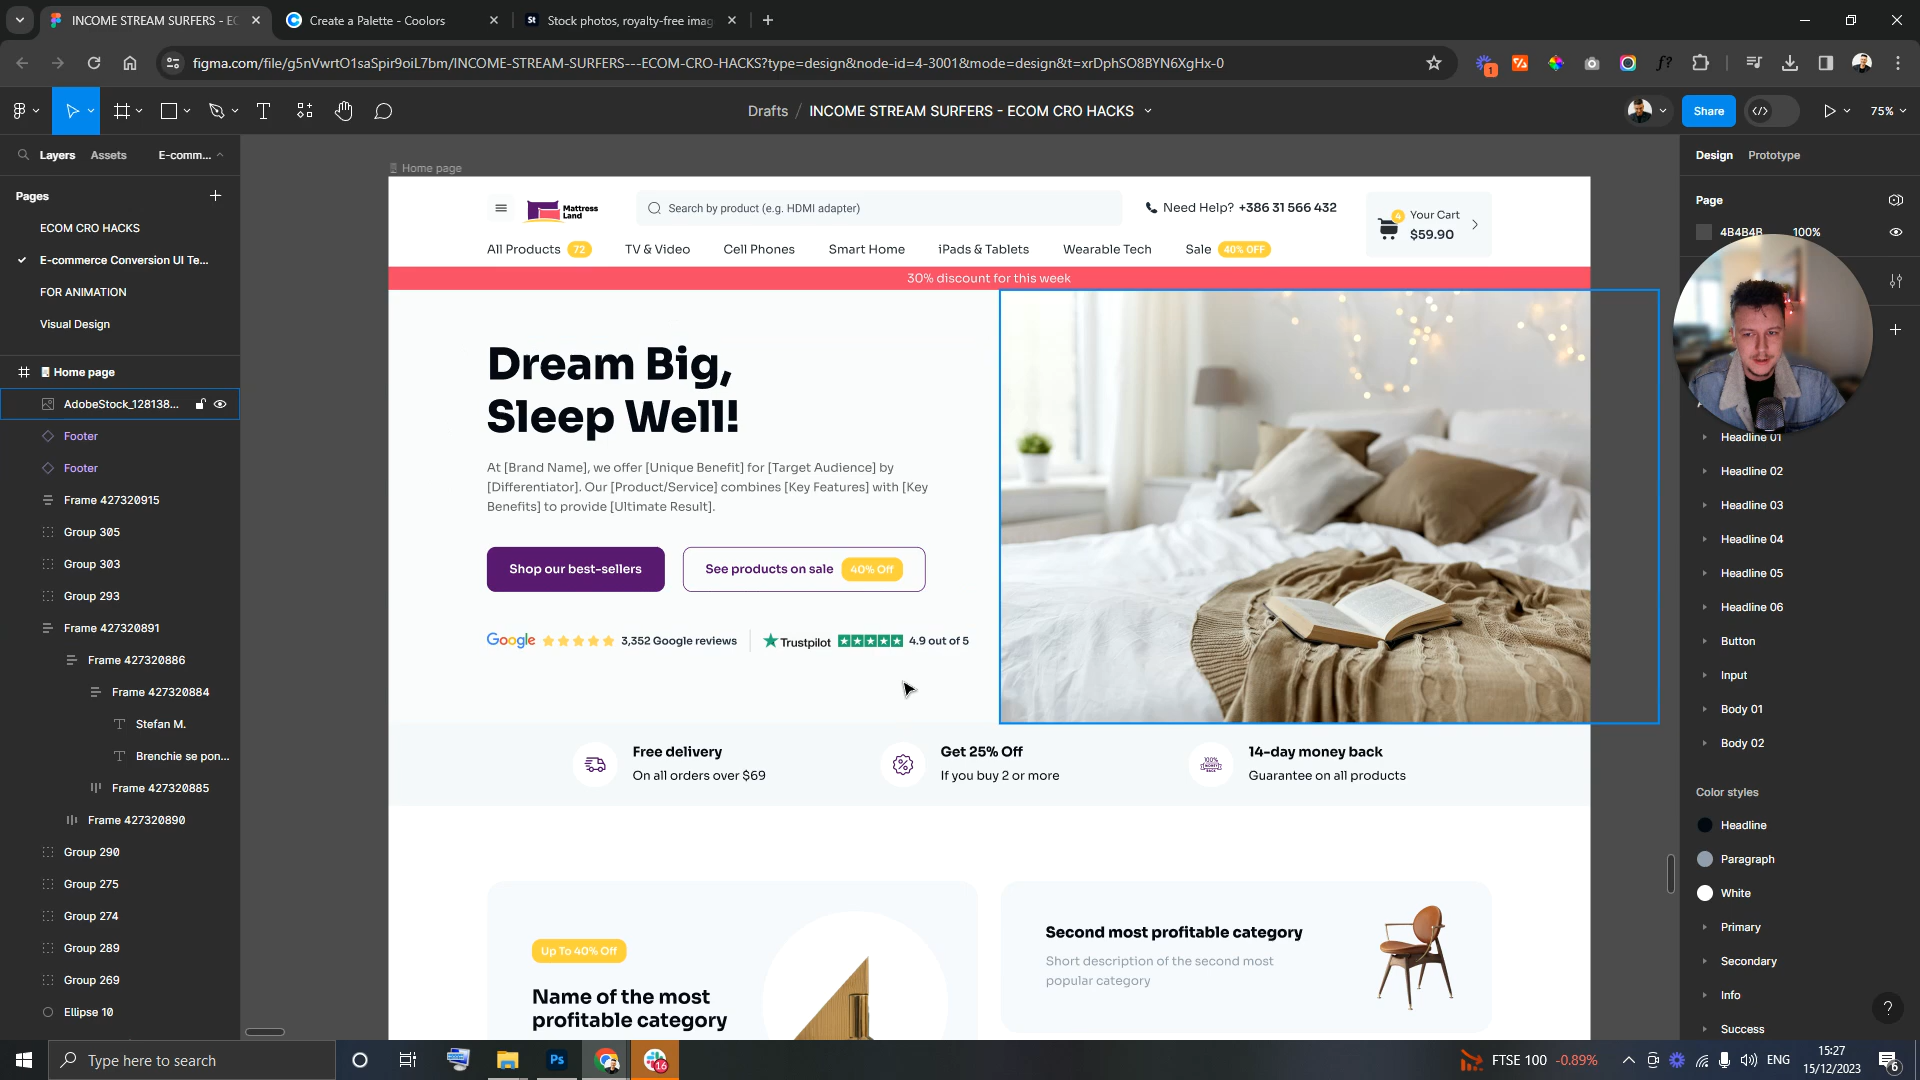 INCOME STREAM SURFERS - EC
Create a Palette - Coolors
St
Stock photos, royalty-free imag
figma.com/file/g5nVwrtO1saSpir9oiL7bm/INCOME-STREAM-SURFERS---ECOM-CRO-HACKS?type=design&node-id=4-3001&mode=design&t=xrDphSO8BYN6XgHx-0
1
f?
Drafts / INCOME STREAM SURFERS - ECOM CRO HACKS
Share
75%
Layers
Assets
E-comm...
Design
Prototype
Pages
ECOM CRO HACKS
E-commerce Conversion UI Te...
FOR ANIMATION
Visual Design
Home page
AdobeStock_128138...
Footer
Footer
Frame 427320915
Group 305
Group 303
Group 293
Frame 427320891
Frame 427320886
Frame 427320884
Stefan M.
Brenchie se pon...
Frame 427320885
Frame 427320890
Group 290
Group 275
Group 274
Group 289
Group 269
Ellipse 10
Home page
Mattress
Land
Search by product (e.g. HDMI adapter)
Need Help? +386 31 566 432
4
Your Cart
$59.90
All Products 72
TV & Video
Cell Phones
Smart Home
iPads & Tablets
Wearable Tech
Sale 40% OFF
30% discount for this week
Dream Big,
Sleep Well!
At [Brand Name], we offer [Unique Benefit] for [Target Audience] by
[Differentiator]. Our [Product/Service] combines [Key Features] with [Key
Benefits] to provide [Ultimate Result].
Shop our best-sellers
See products on sale 40% Off
Google 3,352 Google reviews
Trustpilot 4.9 out of 5
Free delivery
On all orders over $69
Get 25% Off
If you buy 2 or more
100%
14-day money back
Guarantee on all products
Up To 40% Off
Name of the most
profitable category
Second most profitable category
Short description of the second most
popular category
Page
4B4B4B
100%
Headline 01
Headline 02
Headline 03
Headline 04
Headline 05
Headline 06
Button
Input
Body 01
Body 02
Color styles
Headline
Paragraph
White
Primary
Secondary
Info
Success
?
Type here to search
Ps
16
FTSE 100 -0.89%
ENG
15:27
15/12/2023
6